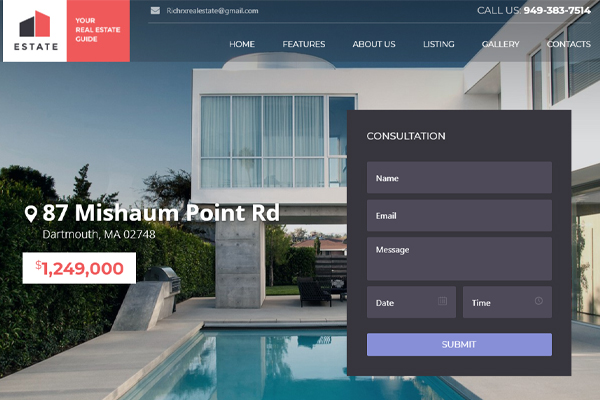 ESTATE
YOUR
REAL ESTATE
GUIDE
Richrxrealestate@gmail.com
CALL US: 949-383-7514
HOME FEATURES ABOUT US LISTING GALLERY CONTACTS
CONSULTATION
Name
Email
Message
Date Time
SUBMIT
87 Mishaum Point Rd
Dartmouth, MA 02748
$1,249,000